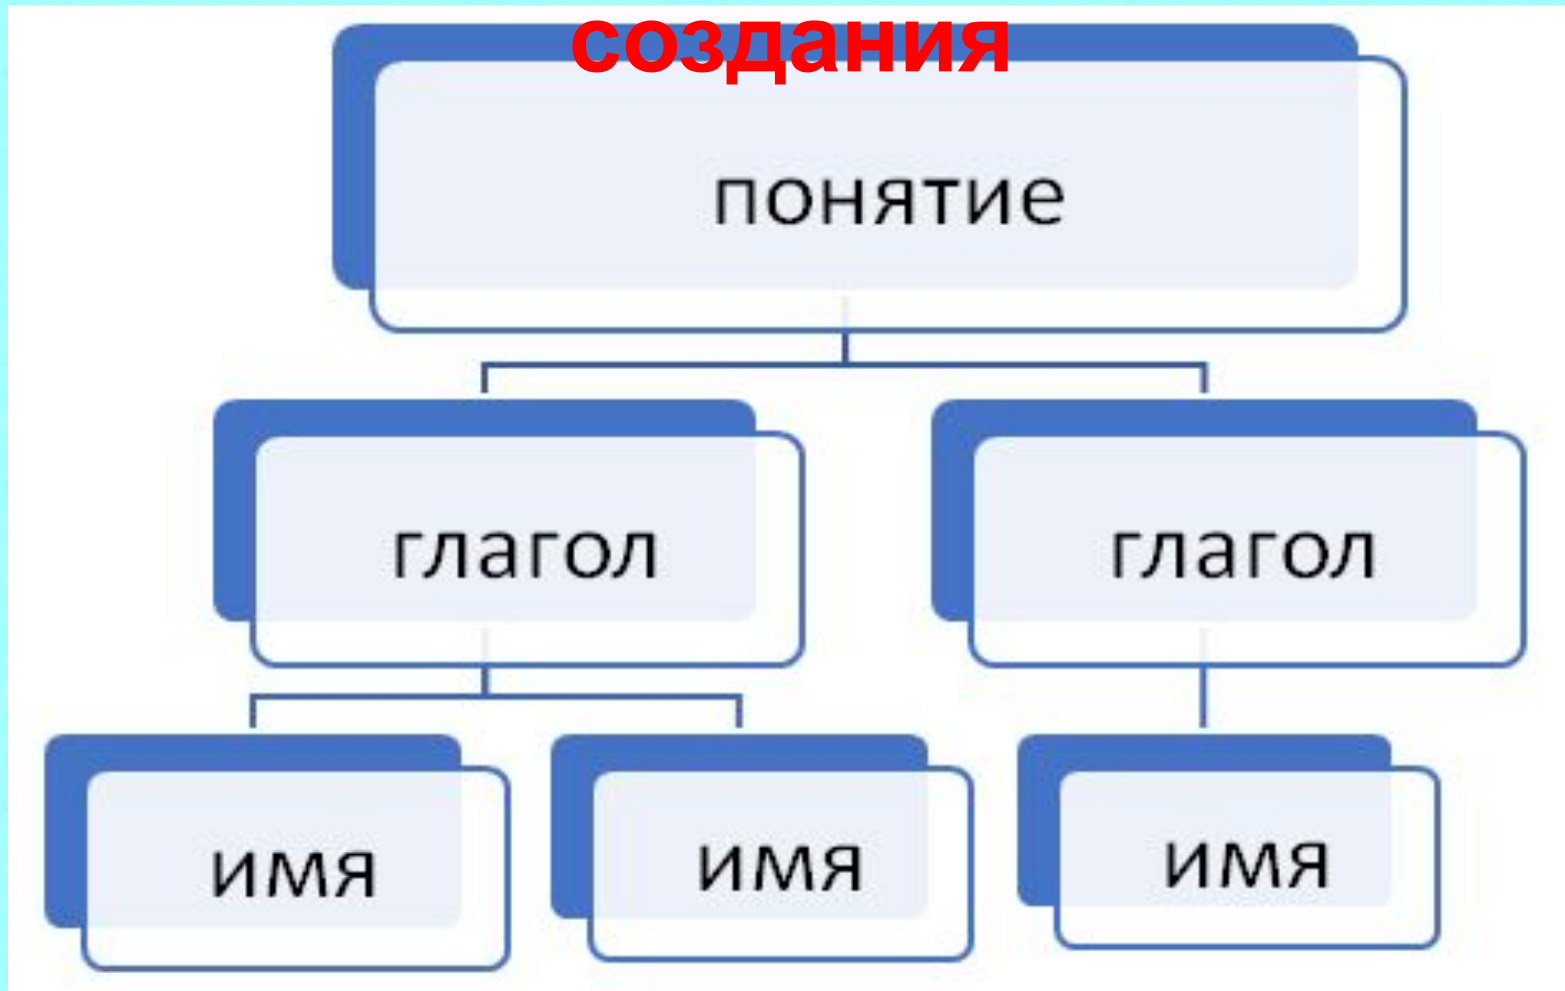 создания
понятие
глагол глагол
имя имя имя